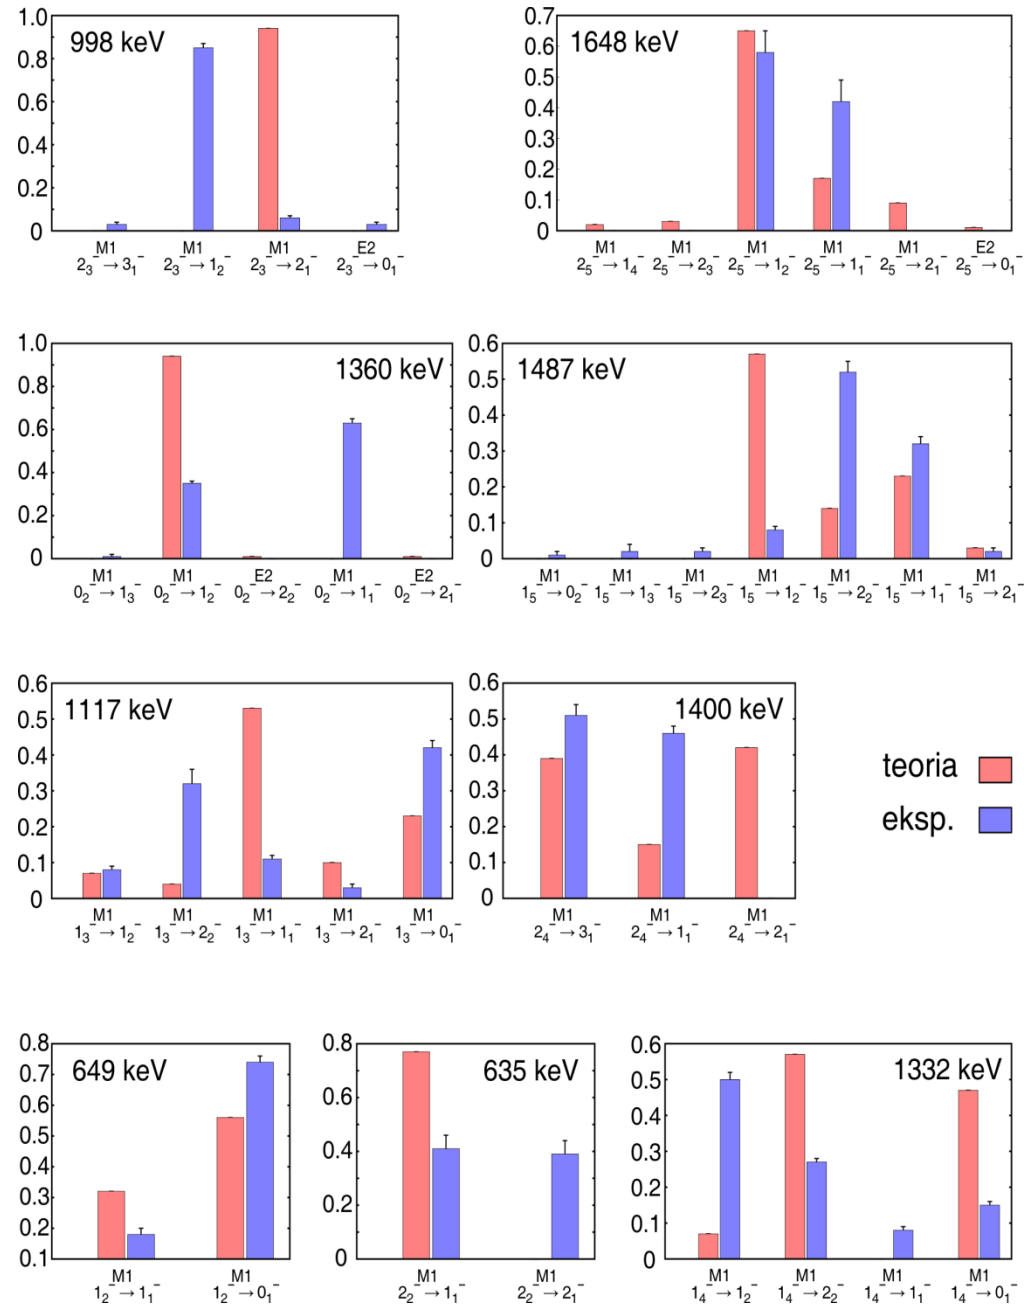 998 keV
1.0
0.8
0.6
0.4
0.2
0
M1 M1 M1 E2
2₃⁻→3₁⁻ 2₃⁻→1₂⁻ 2₃⁻→2₁⁻ 2₃⁻→0₁⁻
1648 keV
0.7
0.6
0.5
0.4
0.3
0.2
0.1
0
M1 M1 M1 M1 M1 E2
2₅⁻→1₄⁻ 2₅⁻→2₃⁻ 2₅⁻→1₂⁻ 2₅⁻→1₁⁻ 2₅⁻→2₁⁻ 2₅⁻→0₁⁻
1360 keV
1.0
0.8
0.6
0.4
0.2
0
M1 M1 E2 M1 E2
0₂⁻→1₃⁻ 0₂⁻→1₂⁻ 0₂⁻→2₂⁻ 0₂⁻→1₁⁻ 0₂⁻→2₁⁻
1487 keV
0.6
0.5
0.4
0.3
0.2
0.1
0
M1 M1 M1 M1 M1 M1 M1
1₅⁻→0₂⁻ 1₅⁻→1₃⁻ 1₅⁻→2₃⁻ 1₅⁻→1₂⁻ 1₅⁻→2₂⁻ 1₅⁻→1₁⁻ 1₅⁻→2₁⁻
1117 keV
0.6
0.5
0.4
0.3
0.2
0.1
0
M1 M1 M1 M1 M1
1₃⁻→1₂⁻ 1₃⁻→2₂⁻ 1₃⁻→1₁⁻ 1₃⁻→2₁⁻ 1₃⁻→0₁⁻
1400 keV
0.6
0.5
0.4
0.3
0.2
0.1
0
M1 M1 M1
2₄⁻→3₁⁻ 2₄⁻→1₁⁻ 2₄⁻→2₁⁻
teoria
eksp.
649 keV
0.8
0.7
0.6
0.5
0.4
0.3
0.2
0.1
M1 M1
1₂⁻→1₁⁻ 1₂⁻→0₁⁻
635 keV
0.8
0.6
0.4
0.2
0
M1 M1
2₂⁻→1₁⁻ 2₂⁻→2₁⁻
1332 keV
0.6
0.5
0.4
0.3
0.2
0.1
0
M1 M1 M1 M1
1₄⁻→1₂⁻ 1₄⁻→2₂⁻ 1₄⁻→1₁⁻ 1₄⁻→0₁⁻